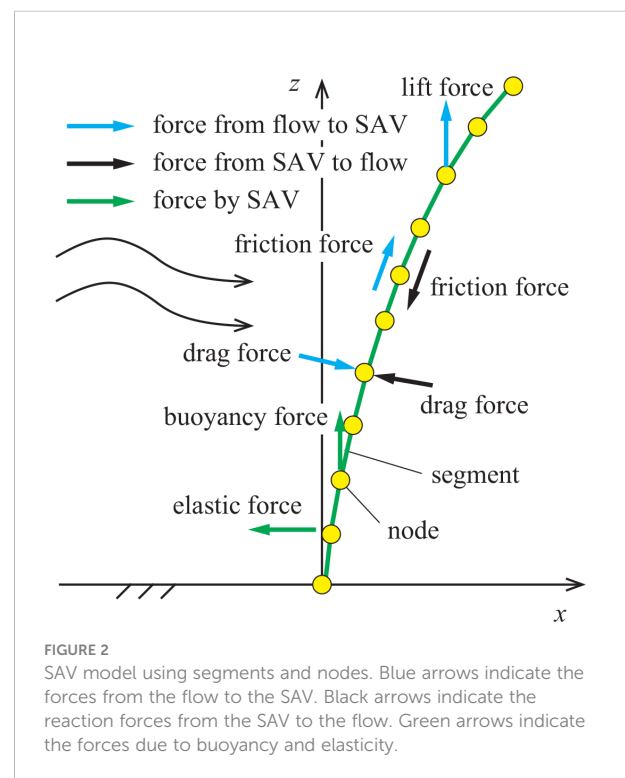 z
lift force
force from flow to SAV
force from SAV to flow
force by SAV
friction force
friction force
drag force
drag force
buoyancy force
segment
elastic force
node
x
FIGURE 2
SAV model using segments and nodes. Blue arrows indicate the
forces from the flow to the SAV. Black arrows indicate the
reaction forces from the SAV to the flow. Green arrows indicate
the forces due to buoyancy and elasticity.